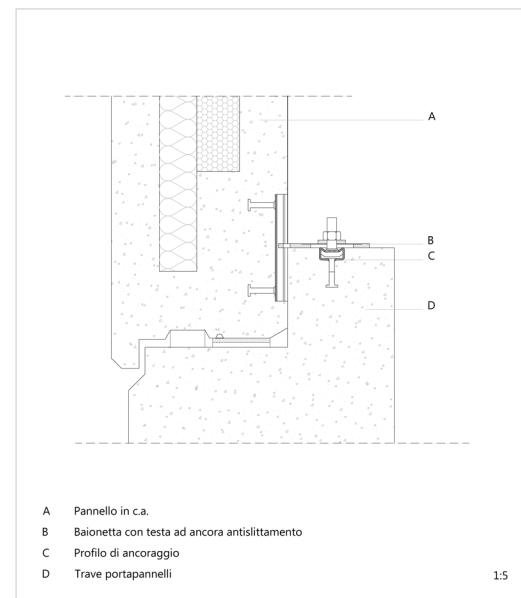 A
B
C
D
A Pannello in c.a.
B Baionetta con testa ad ancora antislittamento
C Profilo di ancoraggio
D Trave portapannelli
1:5